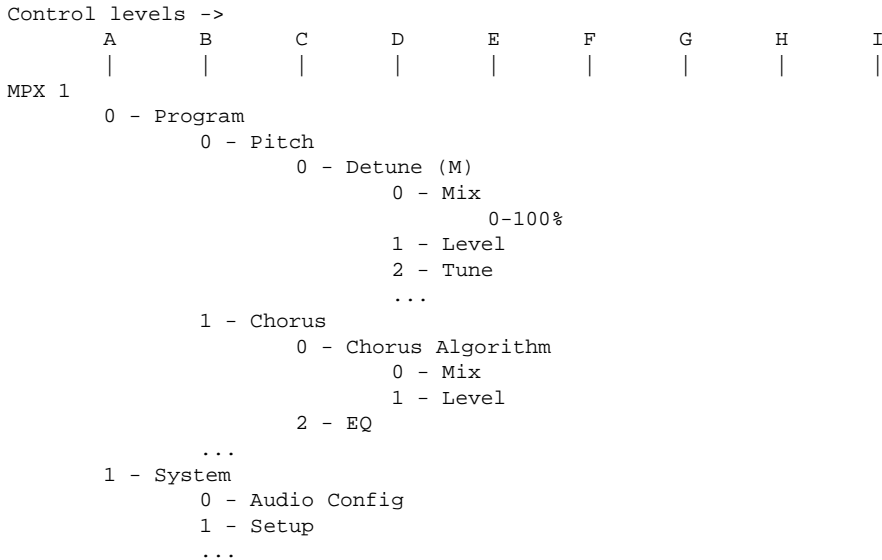 Control levels ->
A B C D E F G H I
| | | | | | | | |
MPX 1
0 - Program
0 - Pitch
0 - Detune (M)
0 - Mix
0-100%
1 - Level
2 - Tune
...
1 - Chorus
0 - Chorus Algorithm
0 - Mix
1 - Level
2 - EQ
...
1 - System
0 - Audio Config
1 - Setup
...